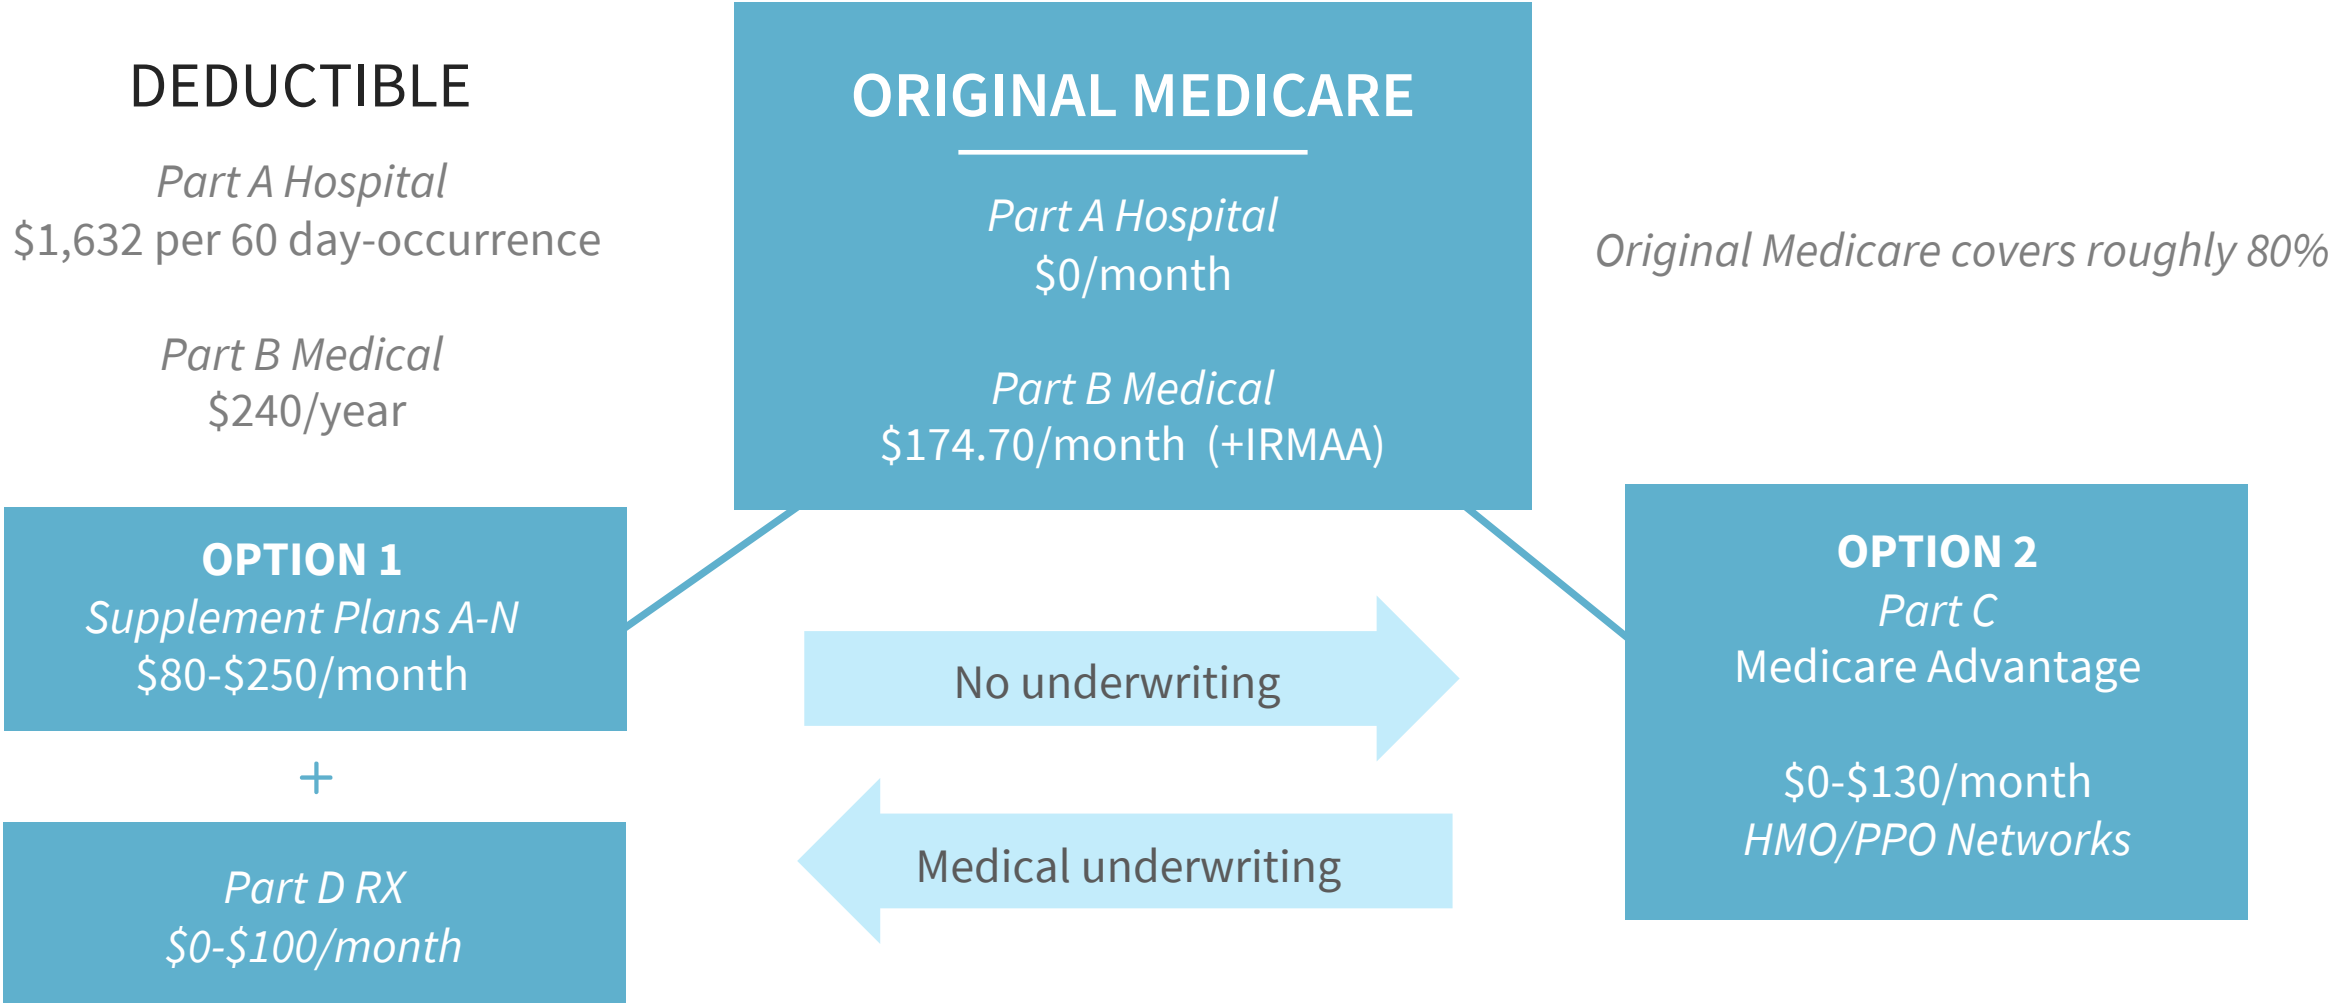 DEDUCTIBLE
Part A Hospital
$1,632 per 60 day-occurrence
Part B Medical
$240/year
ORIGINAL MEDICARE
Part A Hospital
$0/month
Part B Medical
$174.70/month (+IRMAA)
Original Medicare covers roughly 80%
OPTION 1
Supplement Plans A-N
$80-$250/month
+
Part D RX
$0-$100/month
No underwriting
Medical underwriting
OPTION 2
Part C
Medicare Advantage
$0-$130/month
HMO/PPO Networks